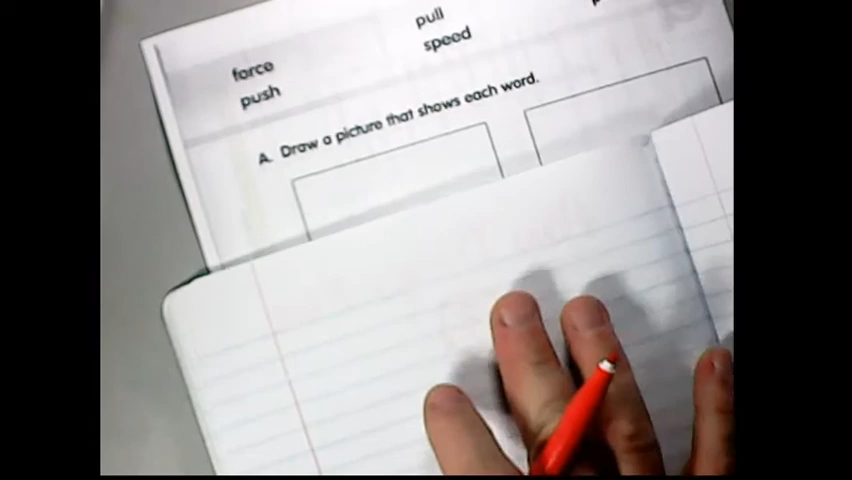 force pull
push speed
A. Draw a picture that shows each word.